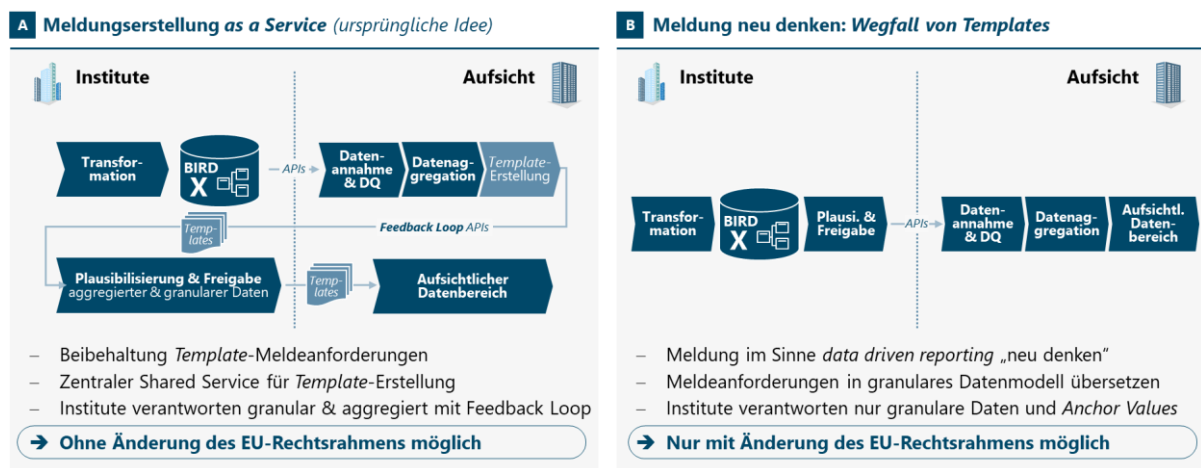 A Meldungserstellung as a Service (ursprüngliche Idee)
Institute
Aufsicht
Transfor-
mation
BIRD
X
APIs
Daten-
annahme
& DQ
Datenag-
gregation
Template-
Erstellung
Temp-
lates
Feedback Loop APIs
Plausibilisierung & Freigabe
aggregierter & granularer Daten
Temp-
lates
Aufsichtlicher
Datenbereich
– Beibehaltung Template-Meldeanforderungen
– Zentraler Shared Service für Template-Erstellung
– Institute verantworten granular & aggregiert mit Feedback Loop
➔ Ohne Änderung des EU-Rechtsrahmens möglich
B Meldung neu denken: Wegfall von Templates
Institute
Aufsicht
Transfor-
mation
BIRD
X
Plausi. &
Freigabe
APIs
Daten-
annahme
& DQ
Datenag-
gregation
Aufsichtl.
Daten-
bereich
– Meldung im Sinne data driven reporting „neu denken“
– Meldeanforderungen in granulares Datenmodell übersetzen
– Institute verantworten nur granulare Daten und Anchor Values
➔ Nur mit Änderung des EU-Rechtsrahmens möglich